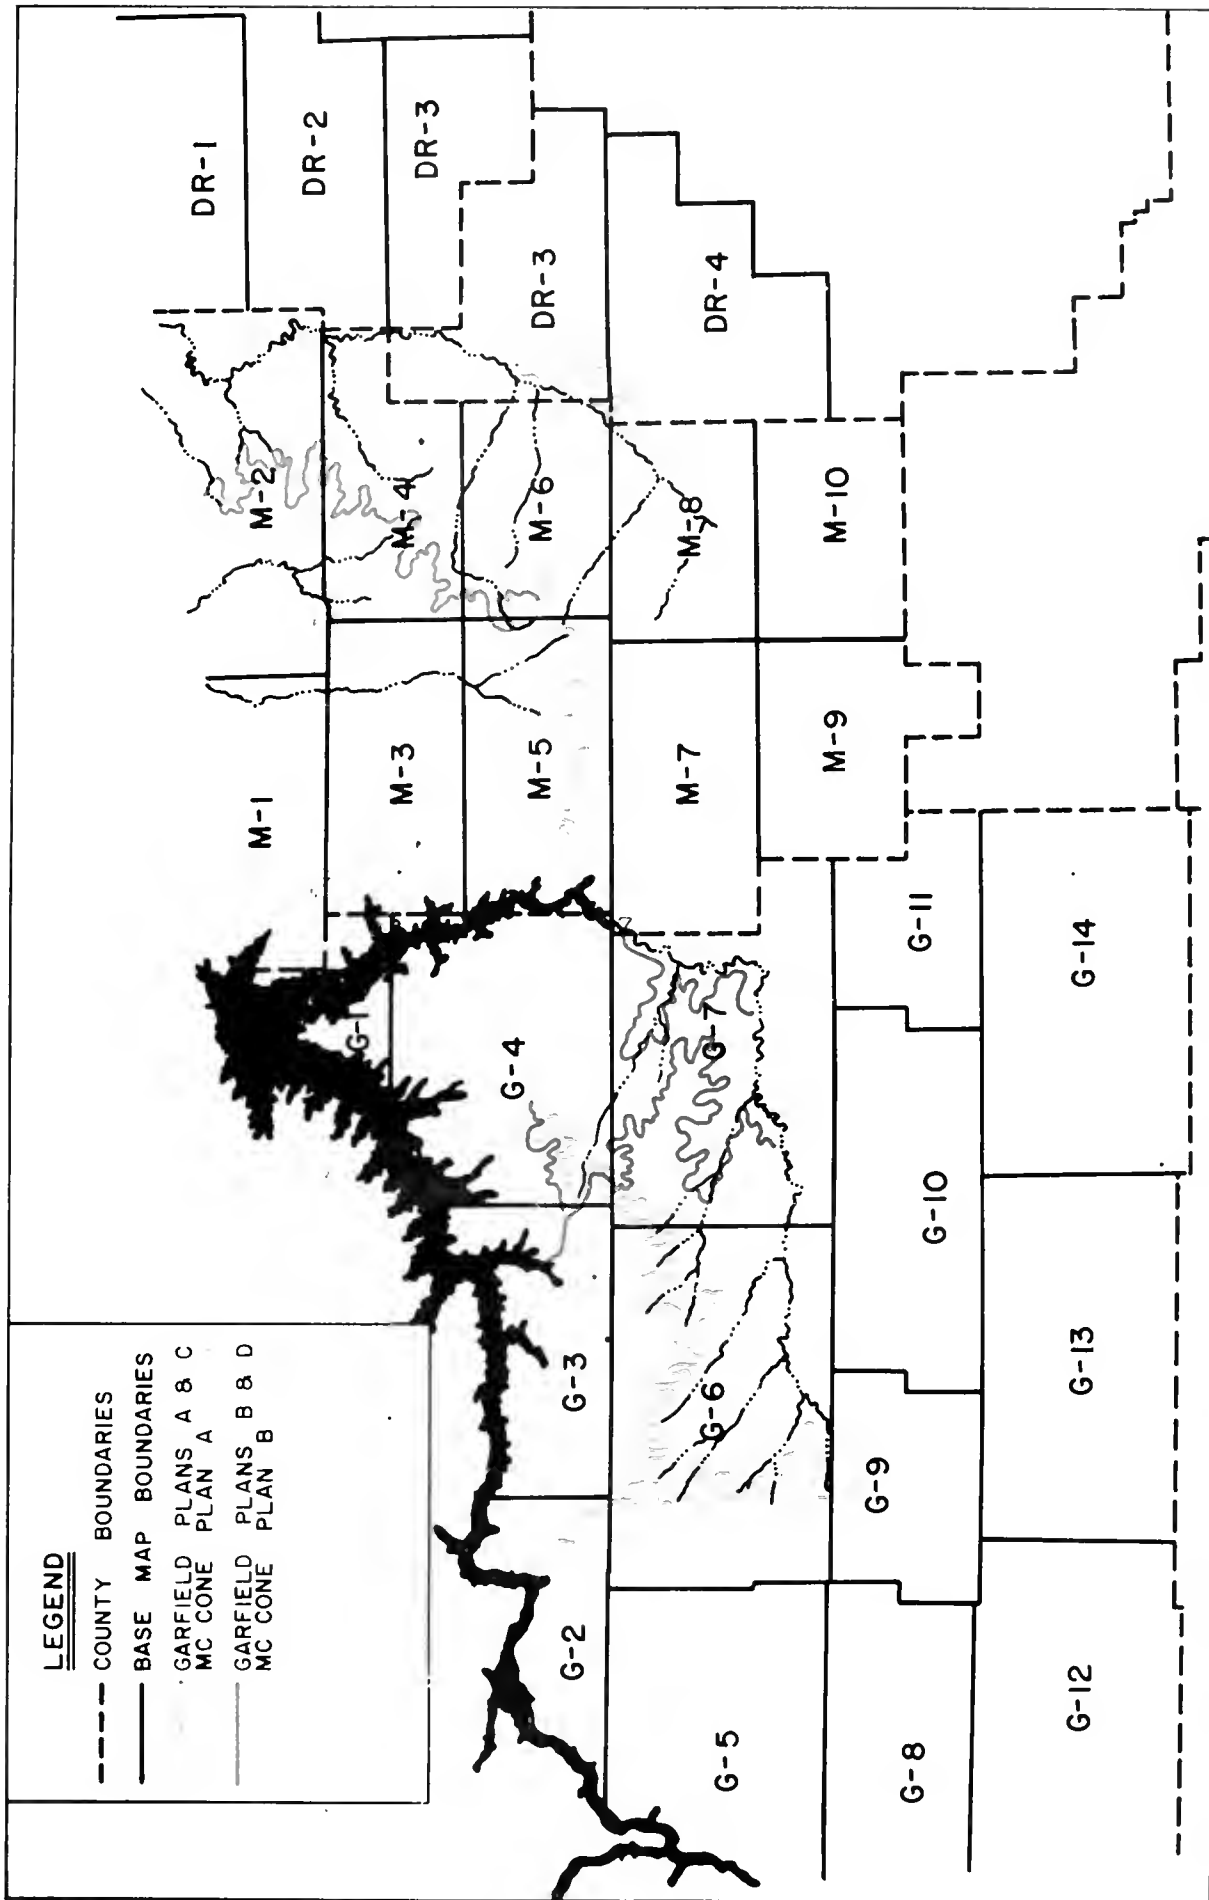 LEGEND
COUNTY BOUNDARIES
BASE MAP BOUNDARIES
GARFIELD PLANS A & C
MC CONE PLAN A
GARFIELD PLANS B & D
MC CONE PLAN B
DR-1
DR-2
DR-3
DR-3
DR-4
M-1
M-2
M-3
M-4
M-5
M-6
M-7
M-8
M-9
M-10
G-1
G-2
G-3
G-4
G-5
G-6
G-7
G-8
G-9
G-10
G-11
G-12
G-13
G-14